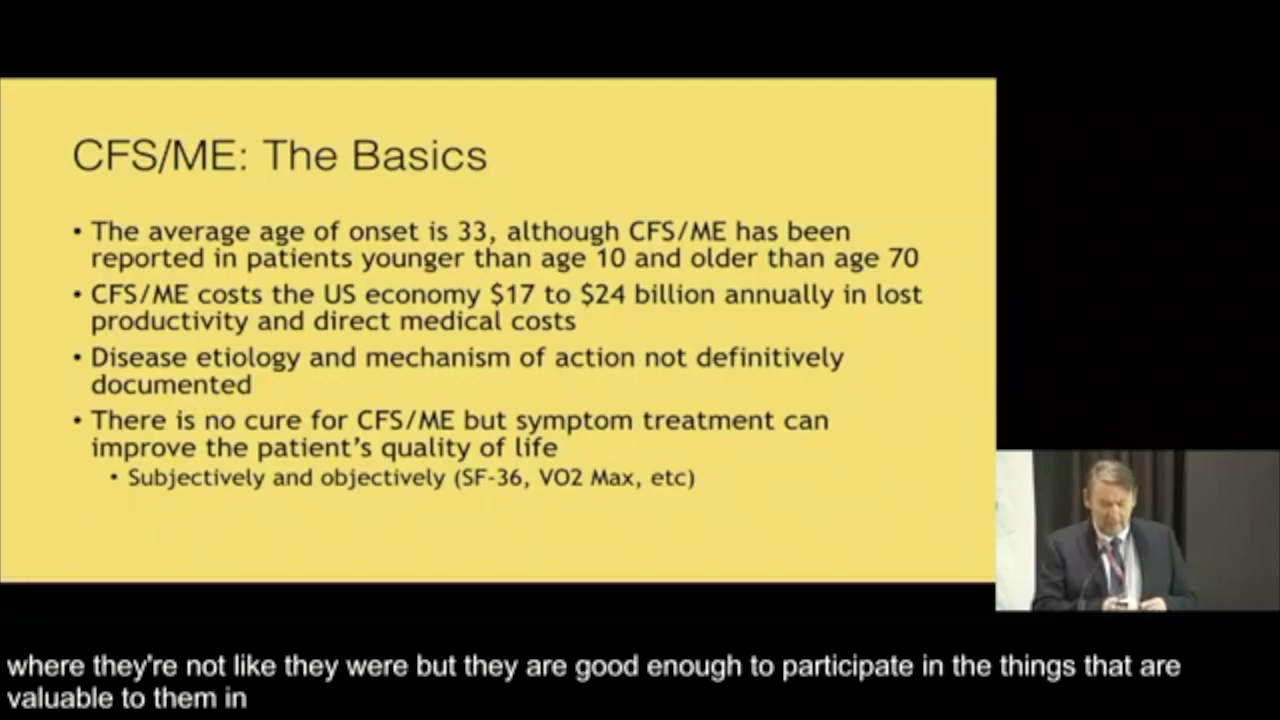 CFS/ME: The Basics
• The average age of onset is 33, although CFS/ME has been
reported in patients younger than age 10 and older than age 70
• CFS/ME costs the US economy $17 to $24 billion annually in lost
productivity and direct medical costs
• Disease etiology and mechanism of action not definitively
documented
• There is no cure for CFS/ME but symptom treatment can
improve the patient's quality of life
• Subjectively and objectively (SF-36, VO2 Max, etc)
where they're not like they were but they are good enough to participate in the things that are
valuable to them in